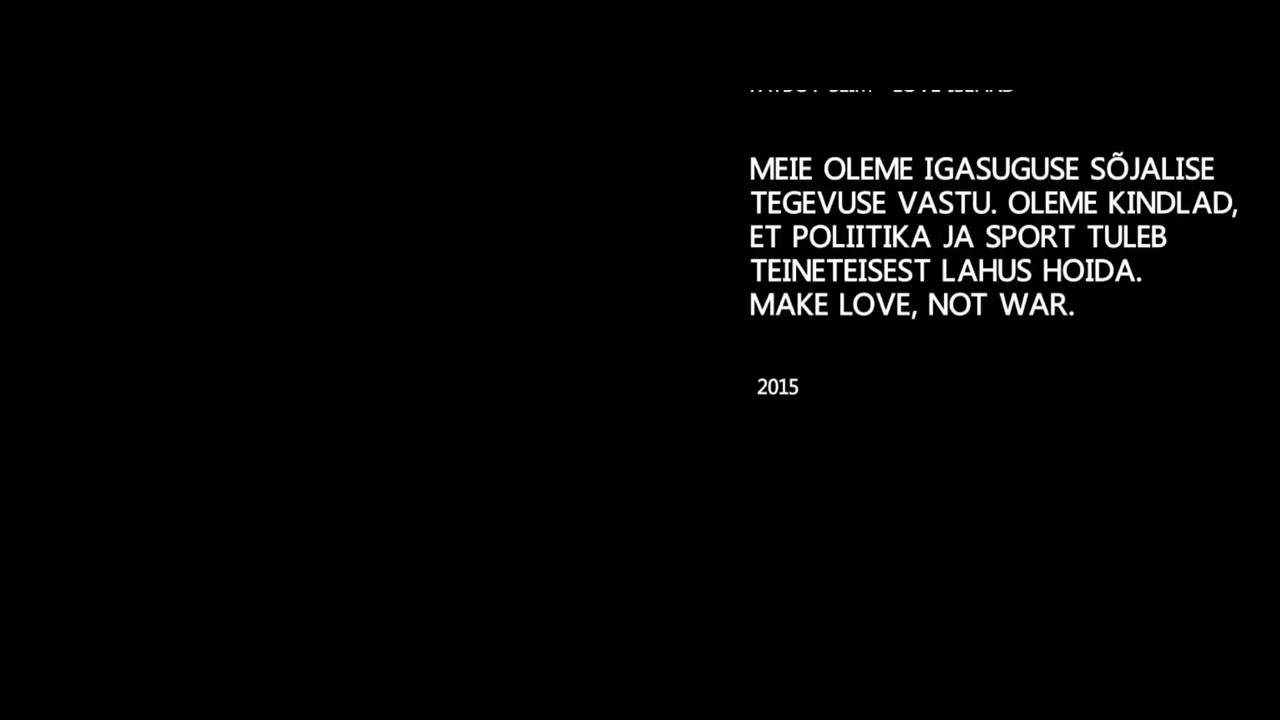 MEIE OLEME IGASUGUSE SÕJALISE
TEGEVUSE VASTU. OLEME KINDLAD,
ET POLIITIKA JA SPORT TULEB
TEINETEISEST LAHUS HOIDA.
MAKE LOVE, NOT WAR.
2015